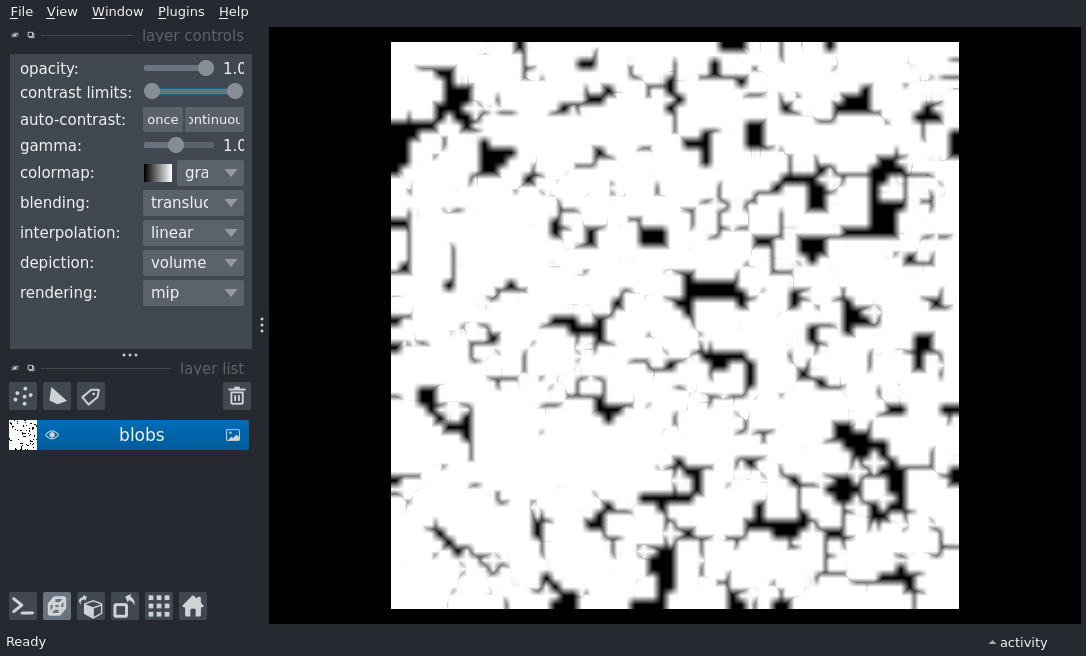 File View Window Plugins Help
layer controls
opacity: 1.0
contrast limits:
auto-contrast: once ontinuou
gamma: 1.0
colormap: gra
blending: transluc
interpolation: linear
depiction: volume
rendering: mip
layer list
blobs
Ready
activity